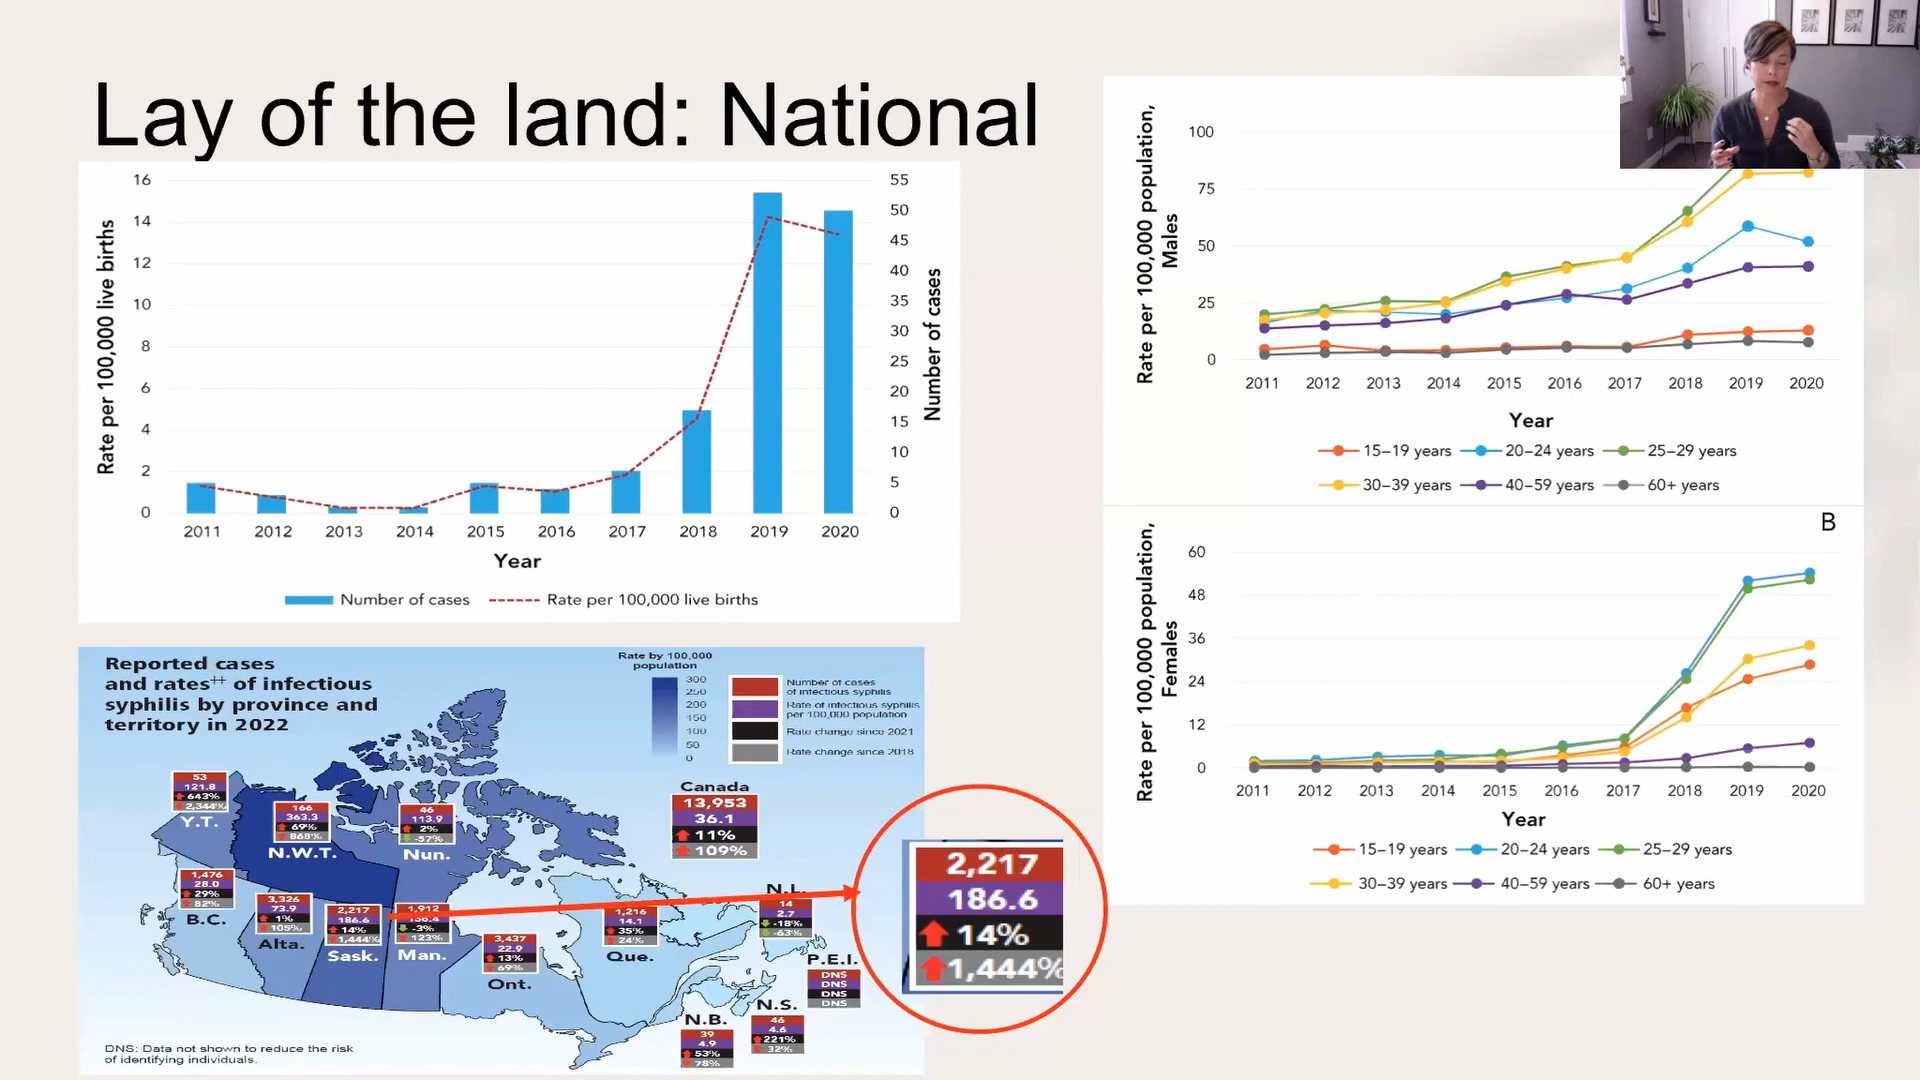 Lay of the land: National
16
14
12
10
8
6
4
2
0
Rate per 100,000 live births
55
50
45
40
35
30
25
20
15
10
5
0
Number of cases
2011 2012 2013 2014 2015 2016 2017 2018 2019 2020
Year
Number of cases Rate per 100,000 live births
100
75
50
25
0
Rate per 100,000 population,
Males
2011 2012 2013 2014 2015 2016 2017 2018 2019 2020
Year
15–19 years 20–24 years 25–29 years
30–39 years 40–59 years 60+ years
B
60
48
36
24
12
0
Rate per 100,000 population,
Females
2011 2012 2013 2014 2015 2016 2017 2018 2019 2020
Year
15–19 years 20–24 years 25–29 years
30–39 years 40–59 years 60+ years
Reported cases
and rates‡‡ of infectious
syphilis by province and
territory in 2022
Rate by 100,000
population
300
250
200
150
100
50
0
Number of cases
of infectious syphilis
Rate of infectious syphilis
per 100,000 population
Rate change since 2021
Rate change since 2018
53
121.8
643%
2,344%
Y.T.
166
363.3
69%
868%
N.W.T.
46
113.9
2%
-57%
Nun.
Canada
13,953
36.1
11%
109%
1,476
28.0
29%
82%
B.C.
3,326
73.9
1%
105%
Alta.
2,217
186.6
14%
1,444%
Sask.
1,912
-3%
123%
Man.
3,437
22.9
13%
69%
Ont.
1,216
14.1
35%
24%
Que.
N.L.
14
2.7
-18%
-63%
P.E.I.
DNS
DNS
DNS
DNS
N.S.
46
4.6
221%
32%
N.B.
39
4.9
53%
78%
2,217
186.6
14%
1,444%
DNS: Data not shown to reduce the risk
of identifying individuals.